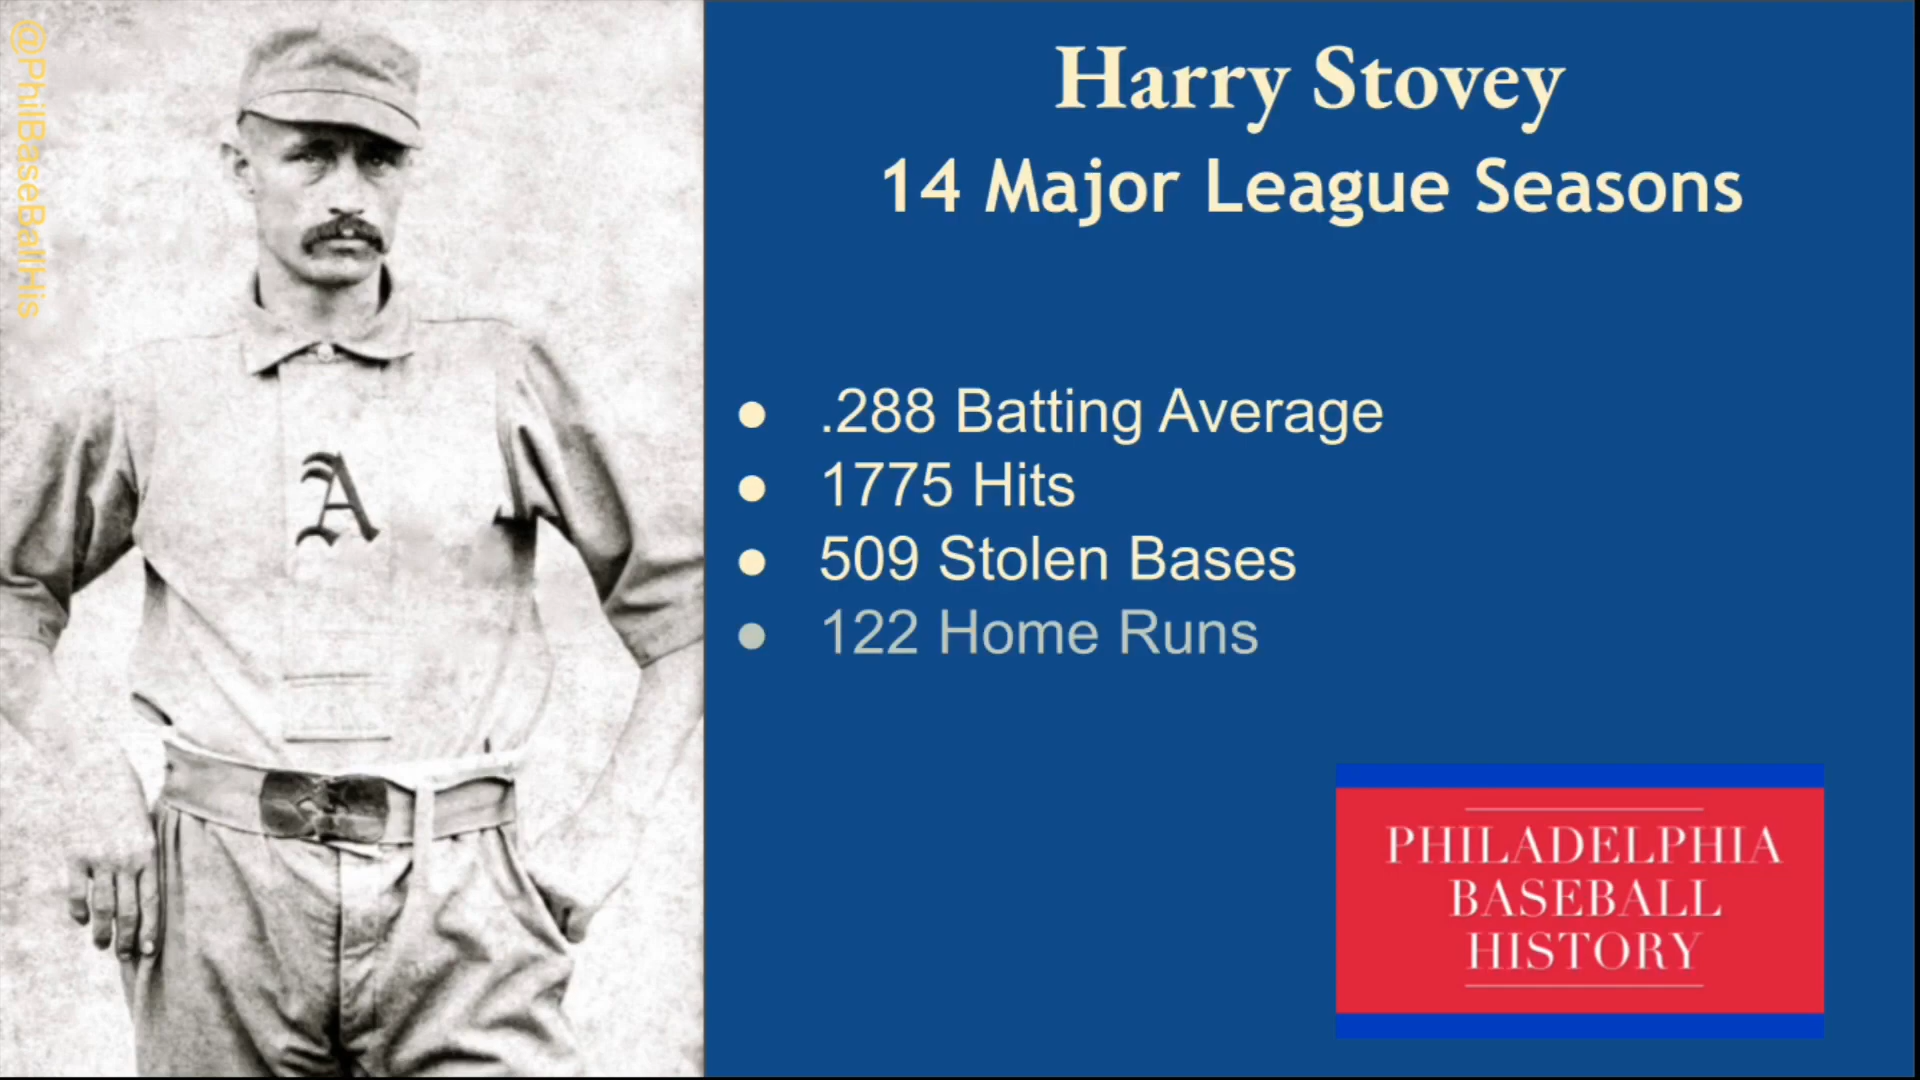 @PhilBaseBallHis
Harry Stovey
14 Major League Seasons
● .288 Batting Average
● 1775 Hits
● 509 Stolen Bases
● 122 Home Runs
A
PHILADELPHIA
BASEBALL
HISTORY